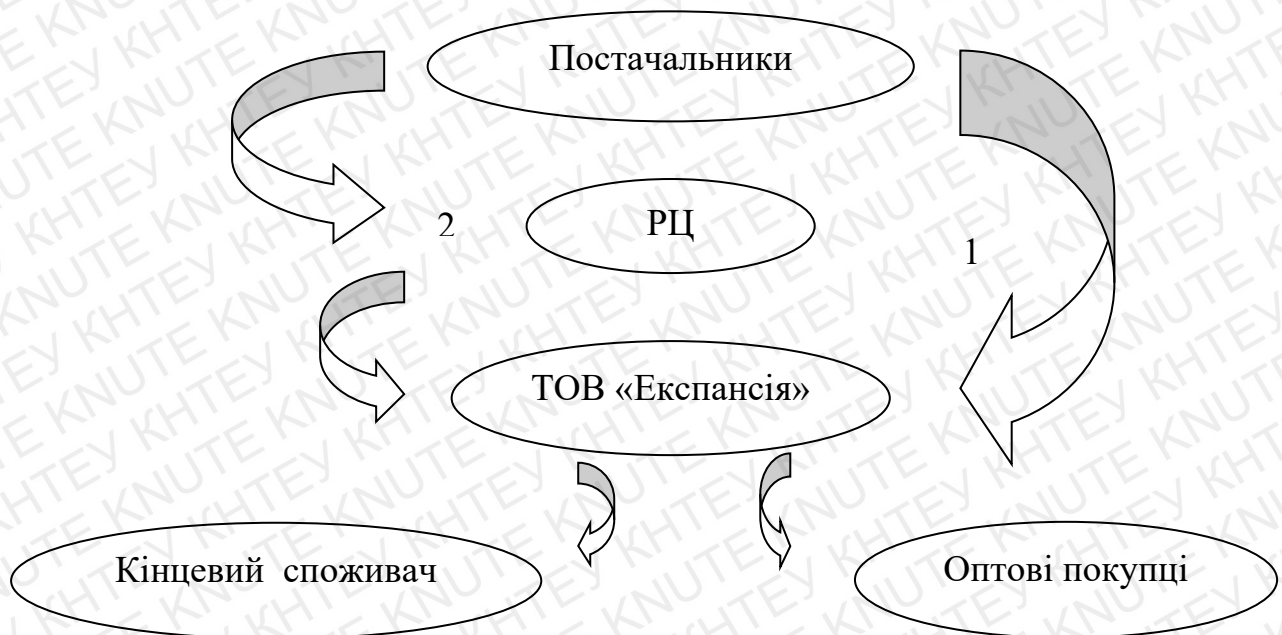 Постачальники
2
РЦ
1
ТОВ «Експансія»
Кінцевий споживач
Оптові покупці